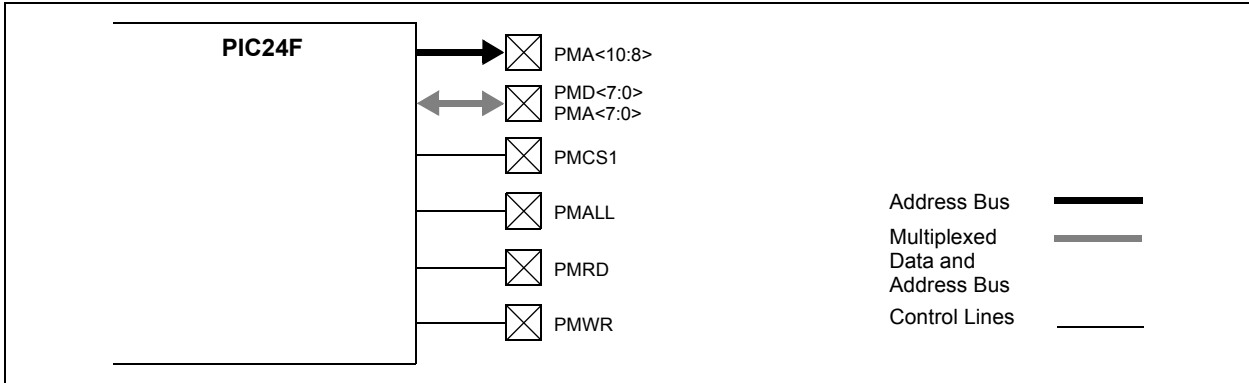 PIC24F
PMA<10:8>
PMD<7:0>
PMA<7:0>
PMCS1
PMALL
PMRD
PMWR
Address Bus
Multiplexed
Data and
Address Bus
Control Lines